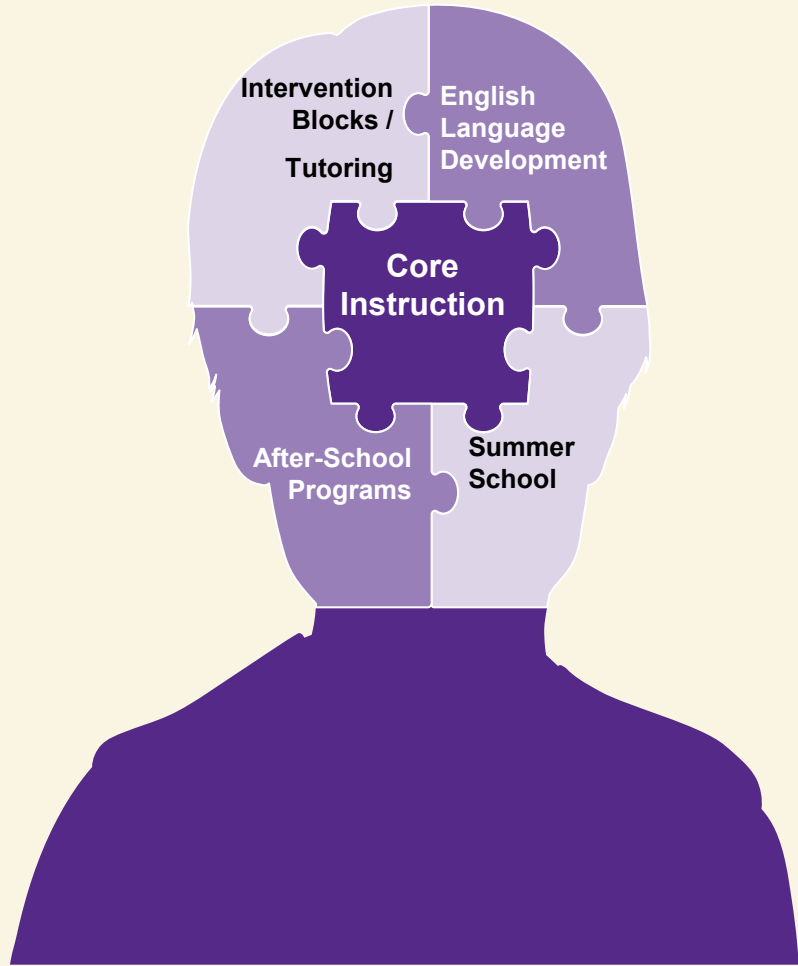 Intervention
Blocks /
Tutoring
English
Language
Development
Core
Instruction
After-School
Programs
Summer
School